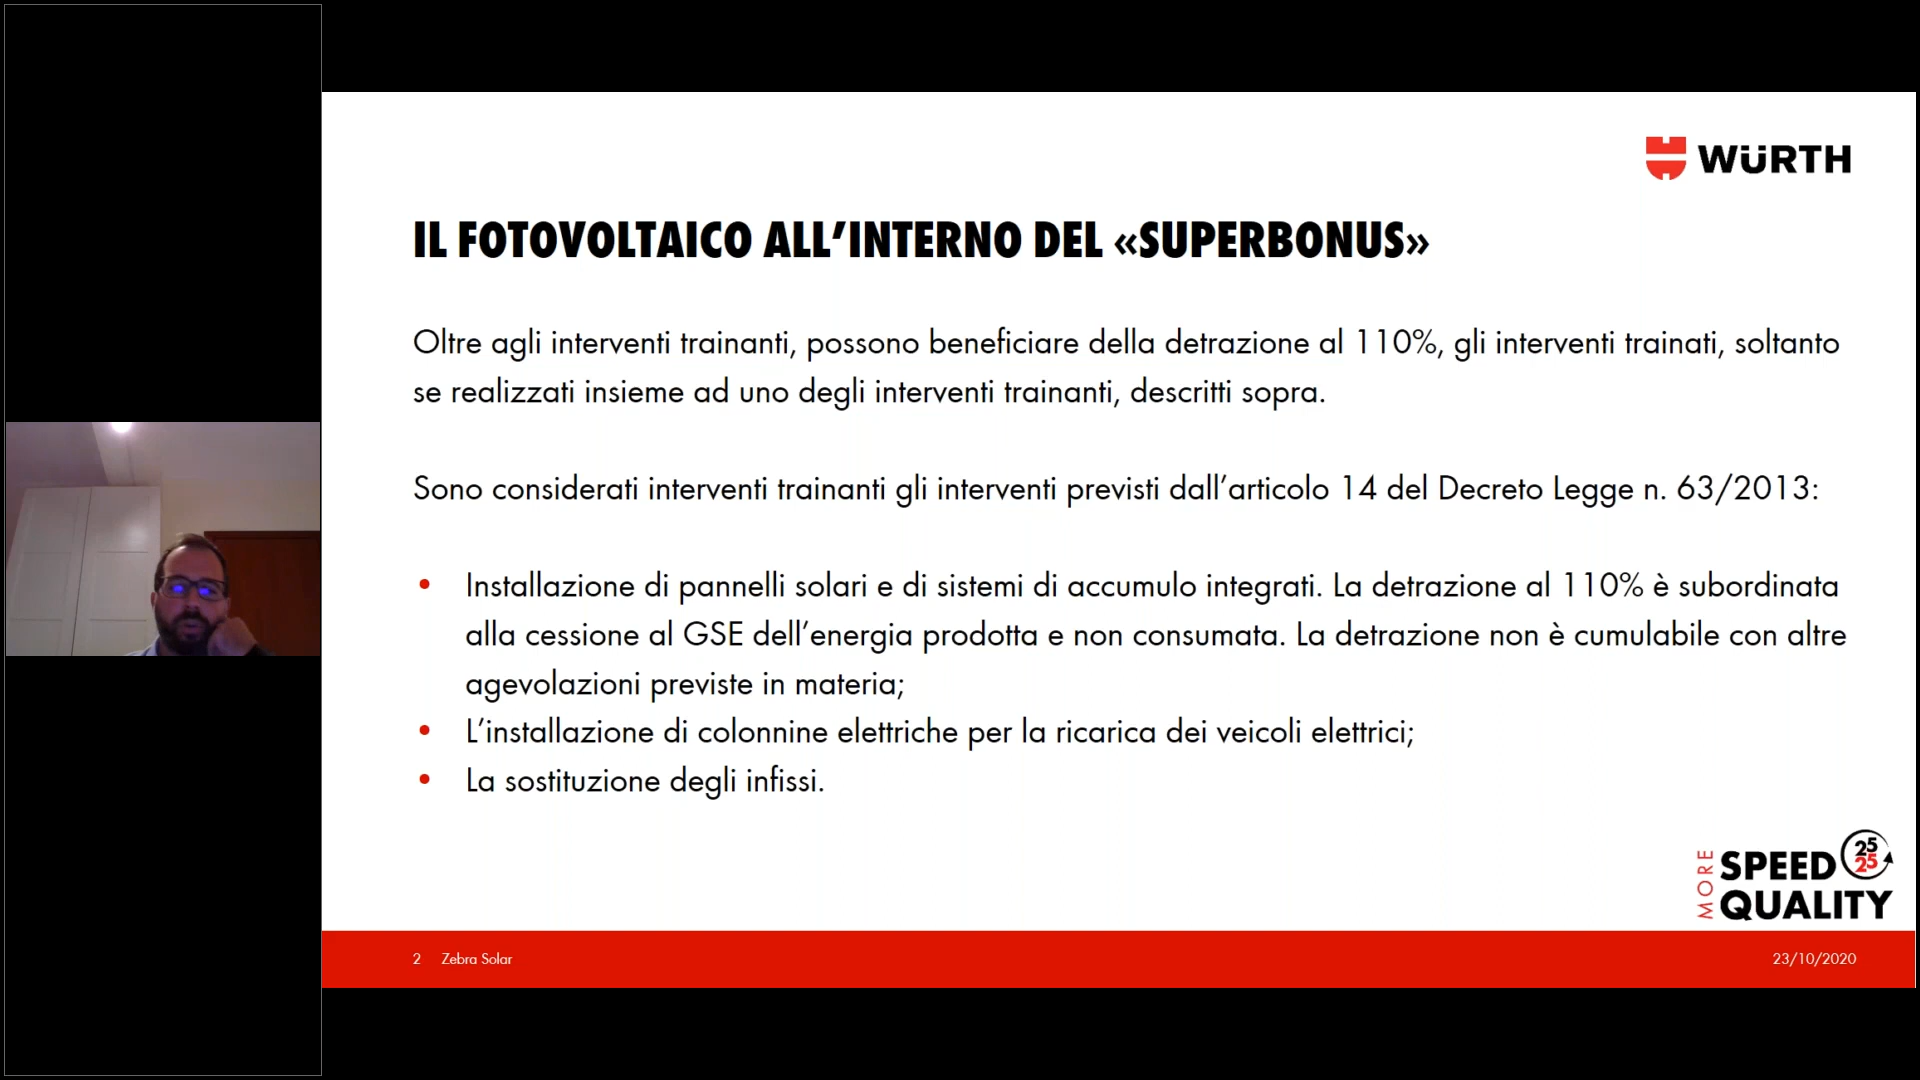 WÜRTH
IL FOTOVOLTAICO ALL’INTERNO DEL «SUPERBONUS»
Oltre agli interventi trainanti, possono beneficiare della detrazione al 110%, gli interventi trainati, soltanto
se realizzati insieme ad uno degli interventi trainanti, descritti sopra.
Sono considerati interventi trainanti gli interventi previsti dall’articolo 14 del Decreto Legge n. 63/2013:
• Installazione di pannelli solari e di sistemi di accumulo integrati. La detrazione al 110% è subordinata
alla cessione al GSE dell’energia prodotta e non consumata. La detrazione non è cumulabile con altre
agevolazioni previste in materia;
• L’installazione di colonnine elettriche per la ricarica dei veicoli elettrici;
• La sostituzione degli infissi.
MORE
SPEED
25
25
QUALITY
2 Zebra Solar
23/10/2020